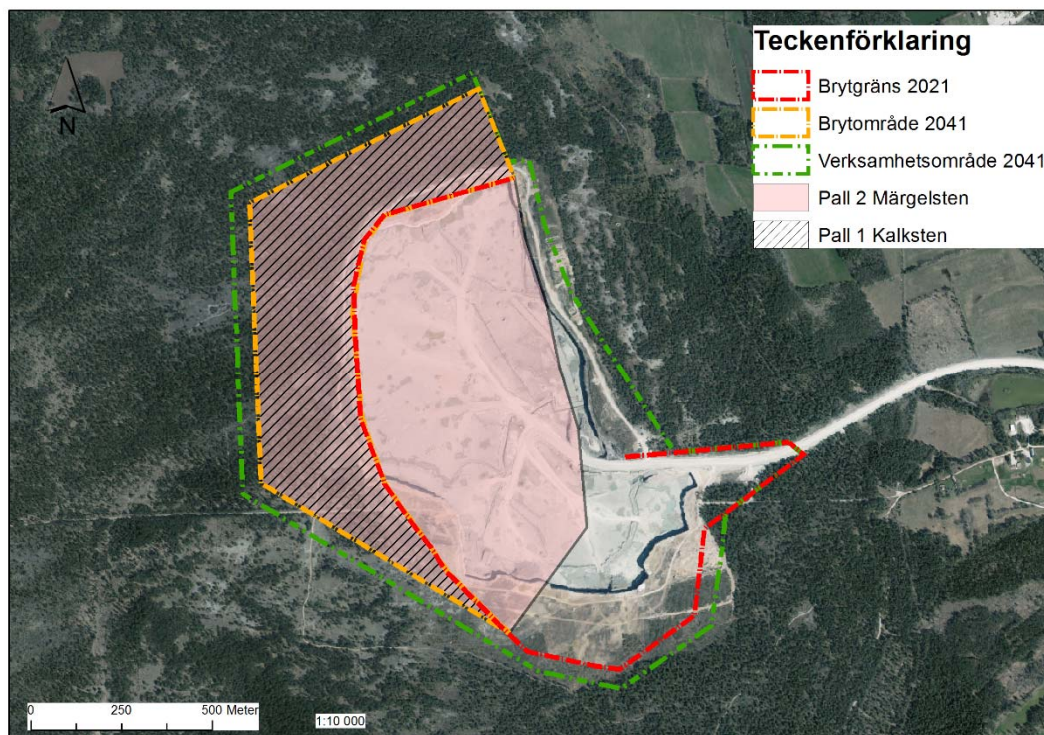 Teckenförklaring
Brytgräns 2021
Brytområde 2041
Verksamhetsområde 2041
Pall 2 Märgelsten
Pall 1 Kalksten
N
0 250 500 Meter
1:10 000